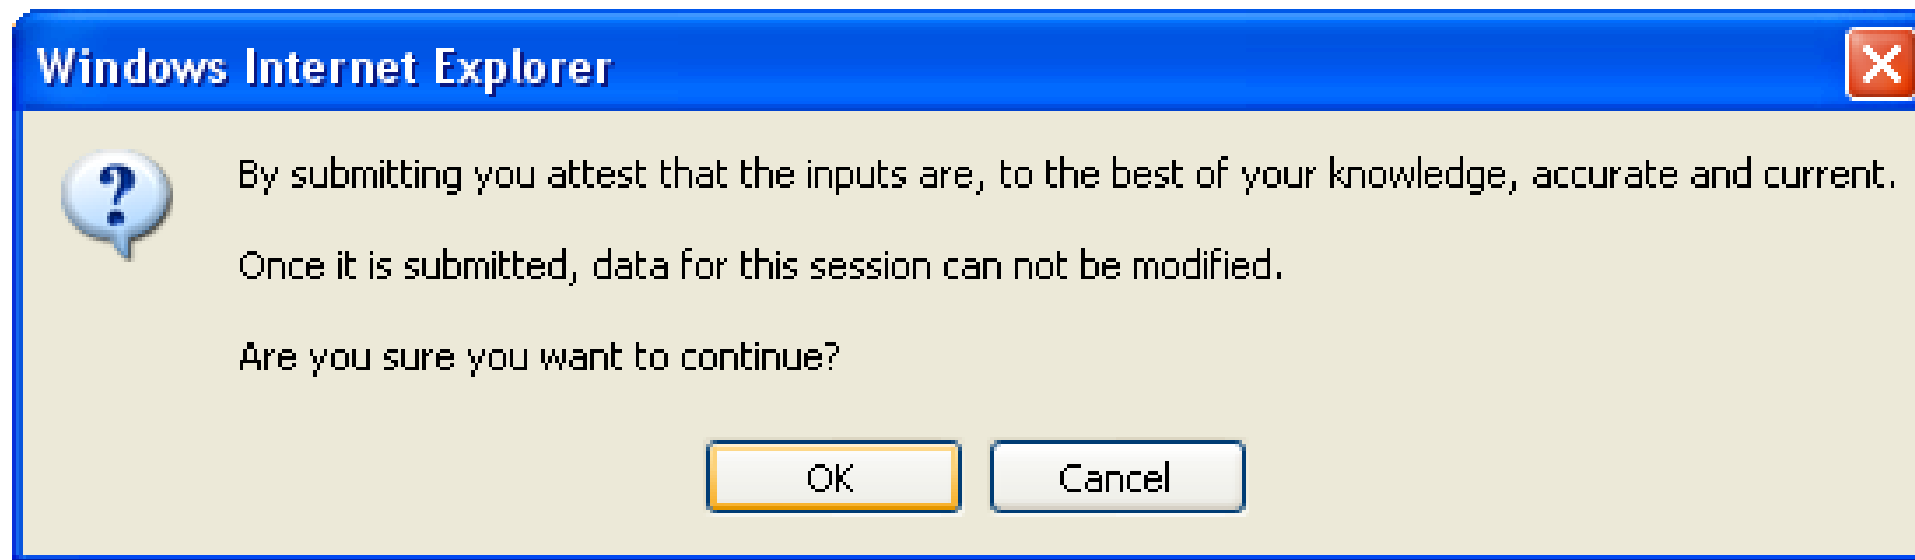 Windows Internet Explorer
By submitting you attest that the inputs are, to the best of your knowledge, accurate and current.
Once it is submitted, data for this session can not be modified.
Are you sure you want to continue?
OK
Cancel